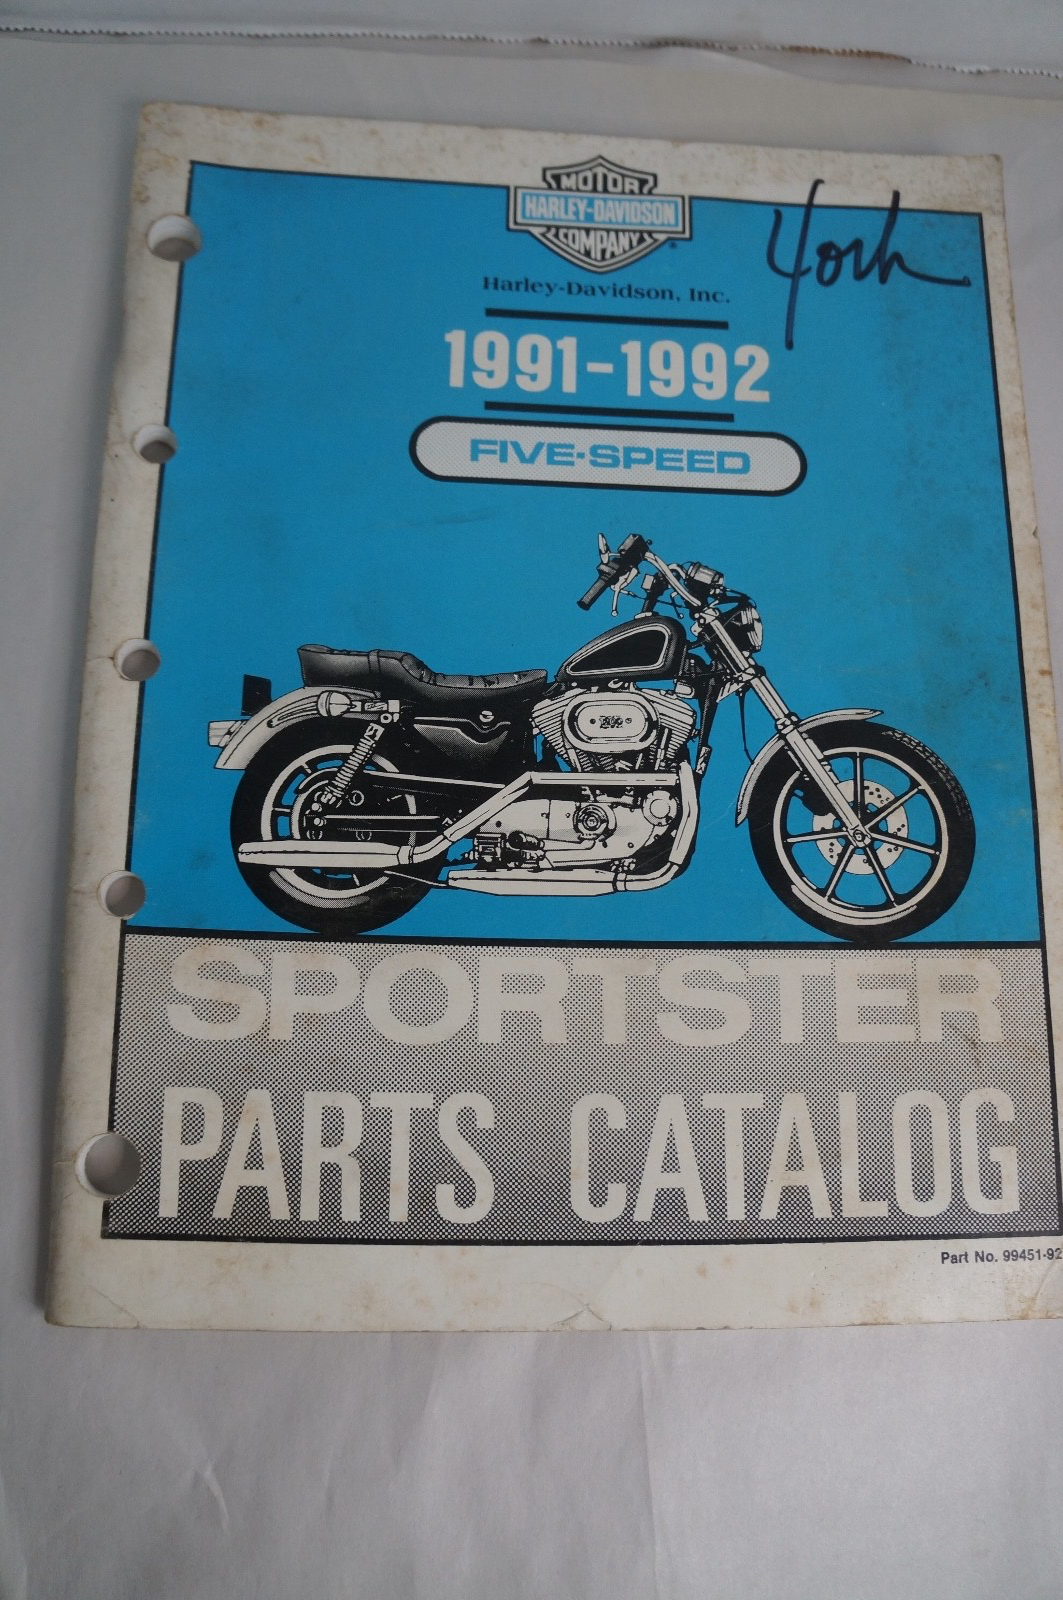 MOTOR
HARLEY-DAVIDSON
COMPANY
®
York
Harley-Davidson, Inc.
1991-1992
FIVE-SPEED
SPORTSTER
PARTS CATALOG
Part No. 99451-92